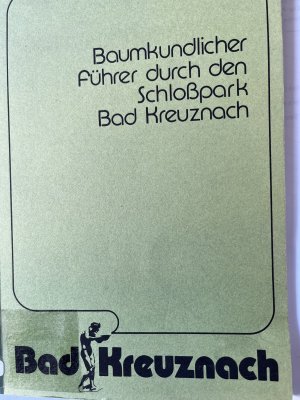 Baumkundlicher
Führer durch den
Schloßpark
Bad Kreuznach
Bad Kreuznach